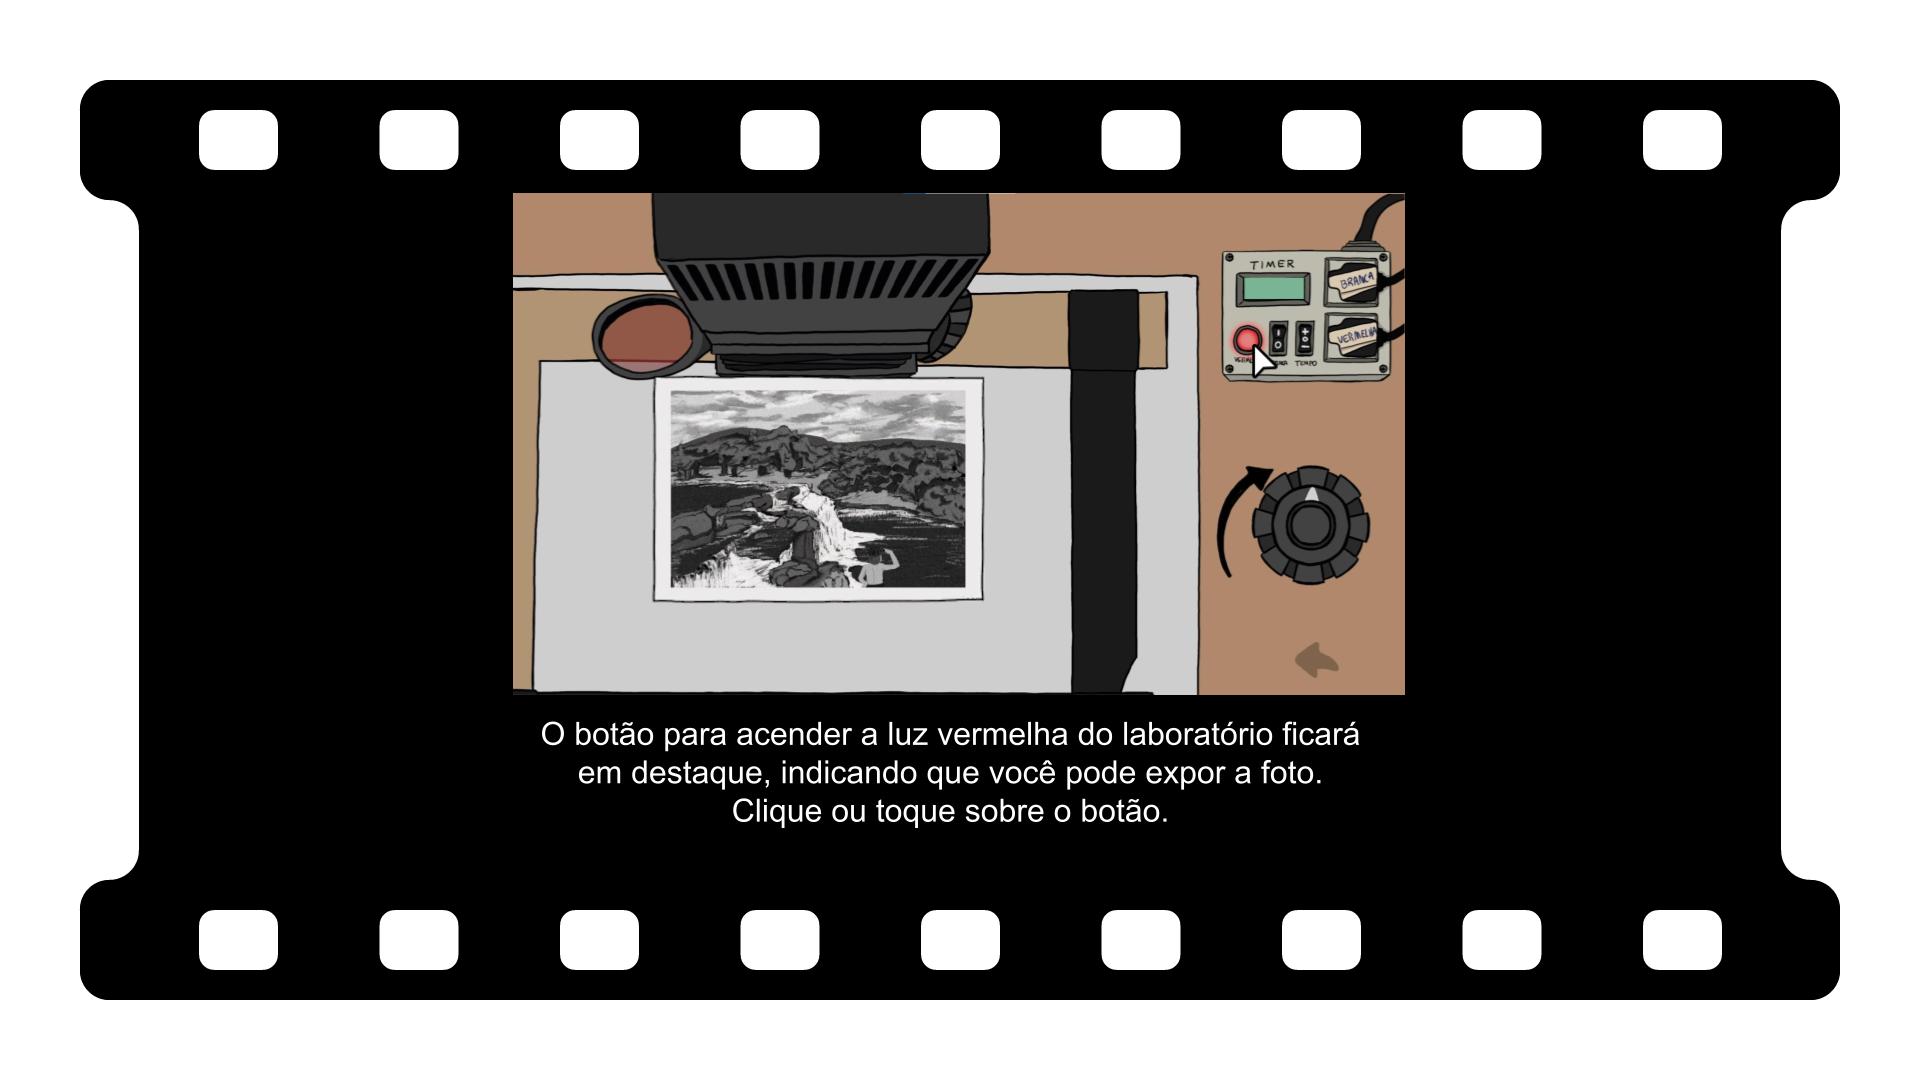 TIMER
BRANCA
VERMELHA
TEMPO
O botão para acender a luz vermelha do laboratório ficará
em destaque, indicando que você pode expor a foto.
Clique ou toque sobre o botão.